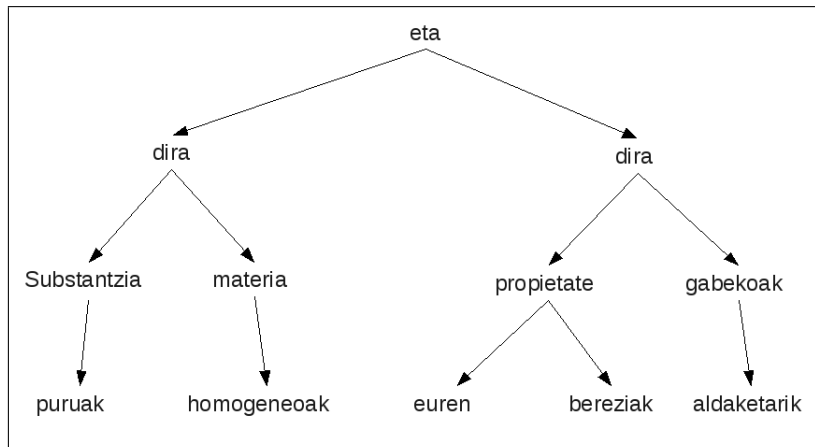 eta
dira dira
Substantzia materia propietate gabekoak
puruak homogeneoak euren bereziak aldaketarik